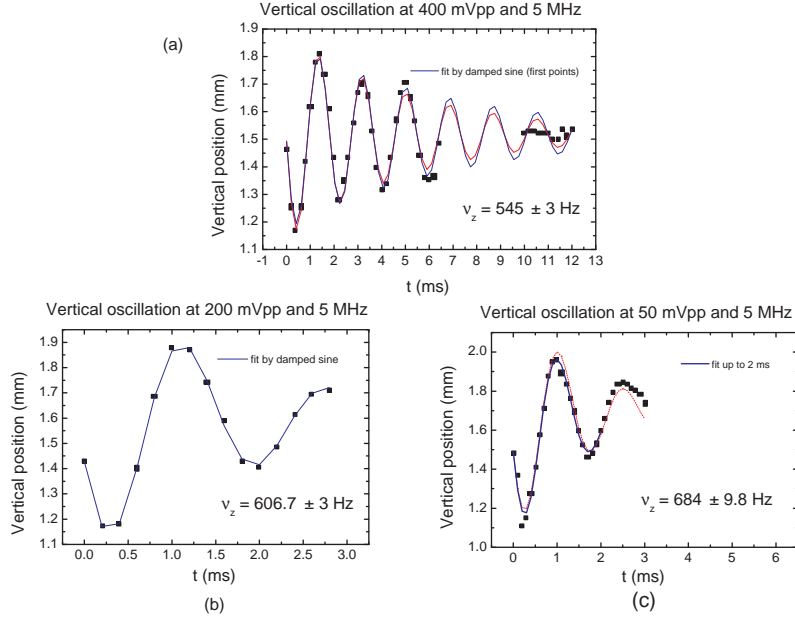 Vertical oscillation at 400 mVpp and 5 MHz
(a)
Vertical position (mm)
1.9
1.8
1.7
1.6
1.5
1.4
1.3
1.2
1.1
fit by damped sine (first points)
ν_z = 545 ± 3 Hz
-1 0 1 2 3 4 5 6 7 8 9 10 11 12 13
t (ms)
Vertical oscillation at 200 mVpp and 5 MHz
Vertical position (mm)
1.9
1.8
1.7
1.6
1.5
1.4
1.3
1.2
1.1
fit by damped sine
ν_z = 606.7 ± 3 Hz
0.0 0.5 1.0 1.5 2.0 2.5 3.0
t (ms)
(b)
Vertical oscillation at 50 mVpp and 5 MHz
Vertical position (mm)
2.0
1.8
1.6
1.4
1.2
1.0
fit up to 2 ms
ν_z = 684 ± 9.8 Hz
0 1 2 3 4 5 6
t (ms)
(c)